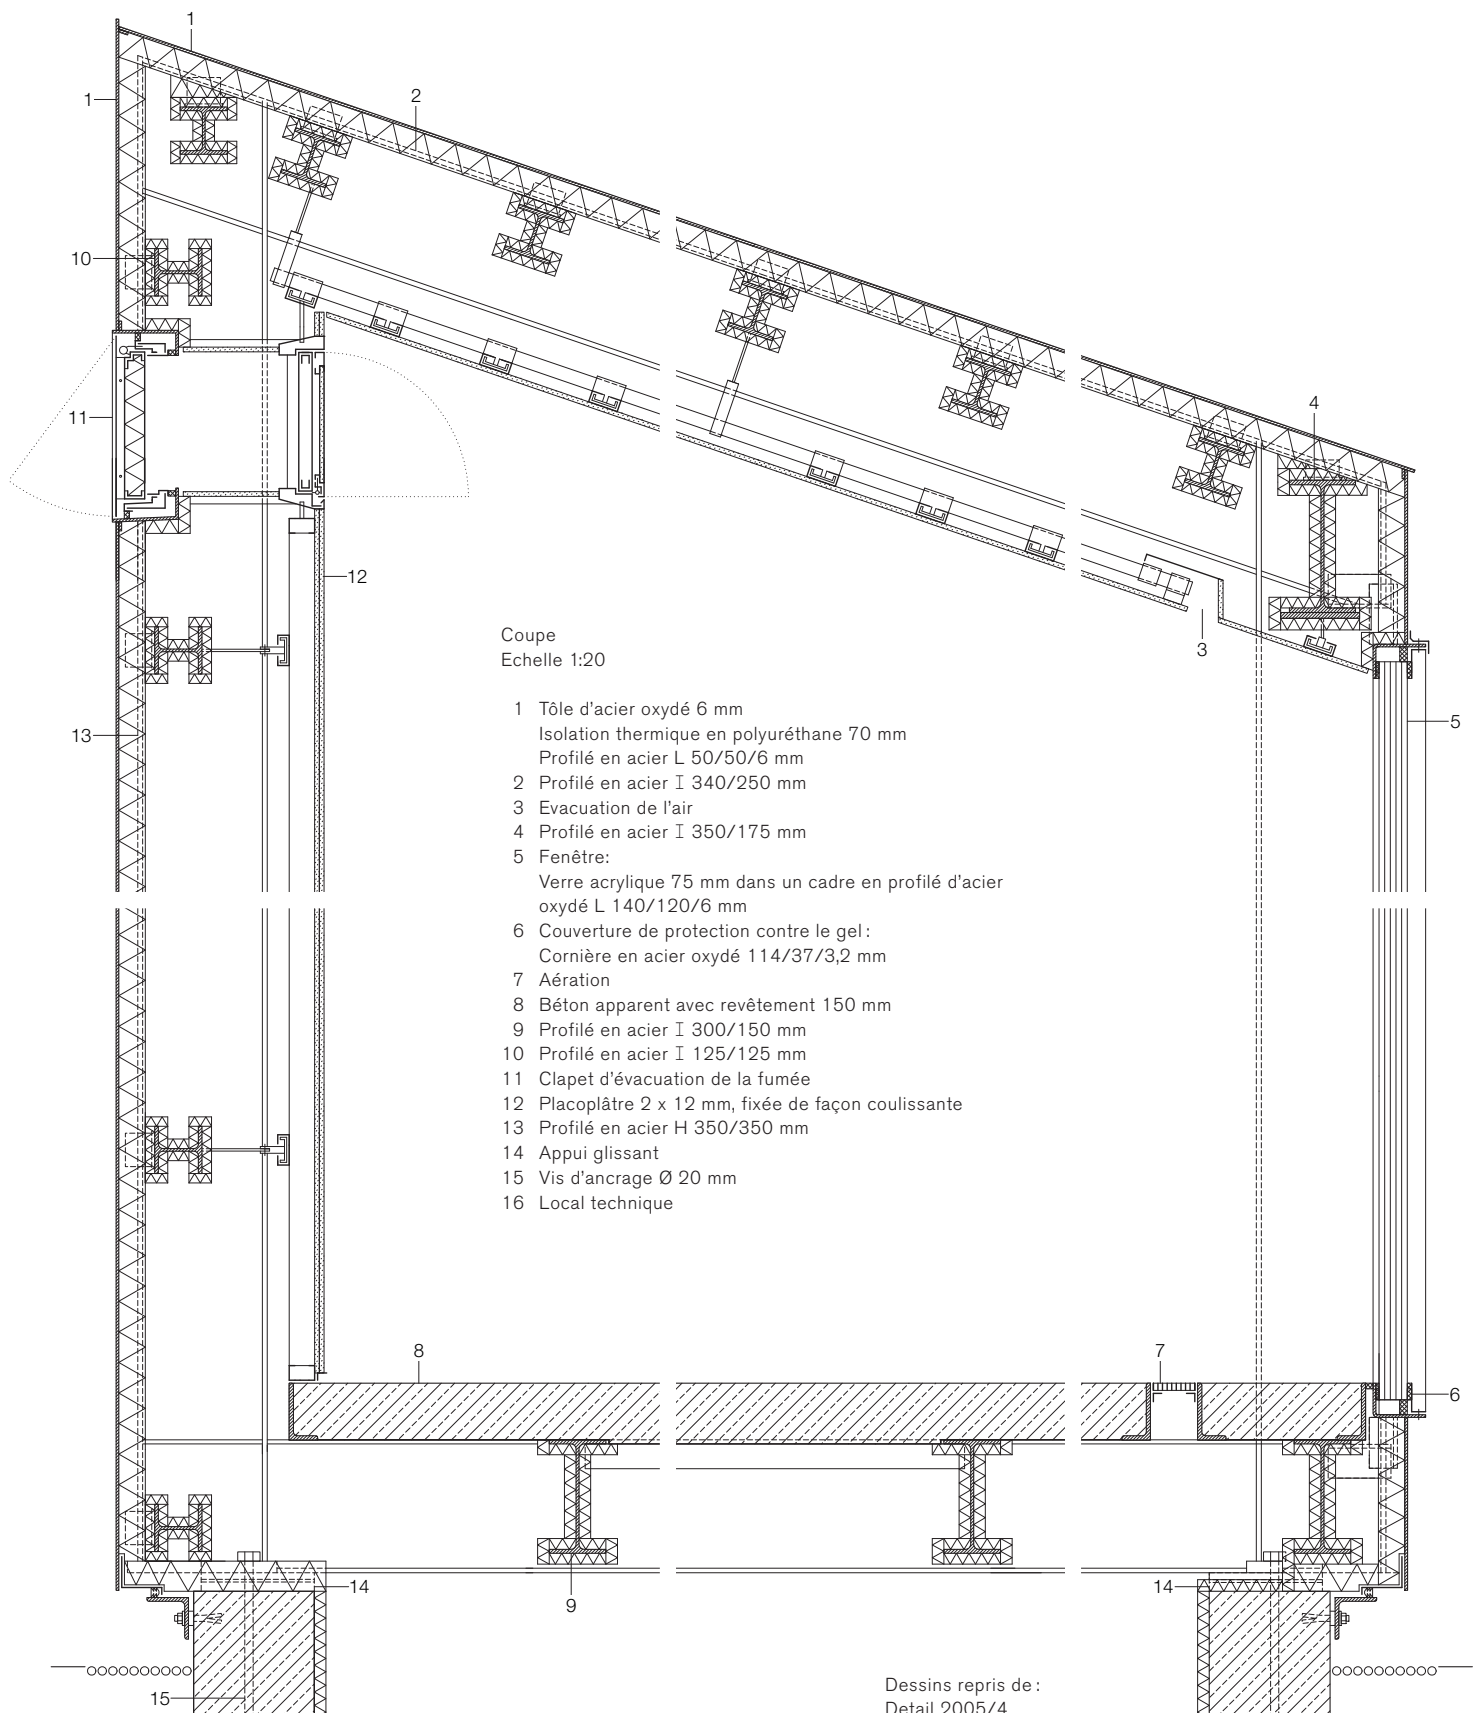 1
1
2
10
4
11
12
3
5
13
Coupe
Echelle 1:20
1 Tôle d'acier oxydé 6 mm
Isolation thermique en polyuréthane 70 mm
Profilé en acier L 50/50/6 mm
2 Profilé en acier I 340/250 mm
3 Evacuation de l'air
4 Profilé en acier I 350/175 mm
5 Fenêtre:
Verre acrylique 75 mm dans un cadre en profilé d'acier
oxydé L 140/120/6 mm
6 Couverture de protection contre le gel :
Cornière en acier oxydé 114/37/3,2 mm
7 Aération
8 Béton apparent avec revêtement 150 mm
9 Profilé en acier I 300/150 mm
10 Profilé en acier I 125/125 mm
11 Clapet d'évacuation de la fumée
12 Placoplâtre 2 x 12 mm, fixée de façon coulissante
13 Profilé en acier H 350/350 mm
14 Appui glissant
15 Vis d'ancrage Ø 20 mm
16 Local technique
8
7
6
14
14
9
15
Dessins repris de :
Detail 2005/4